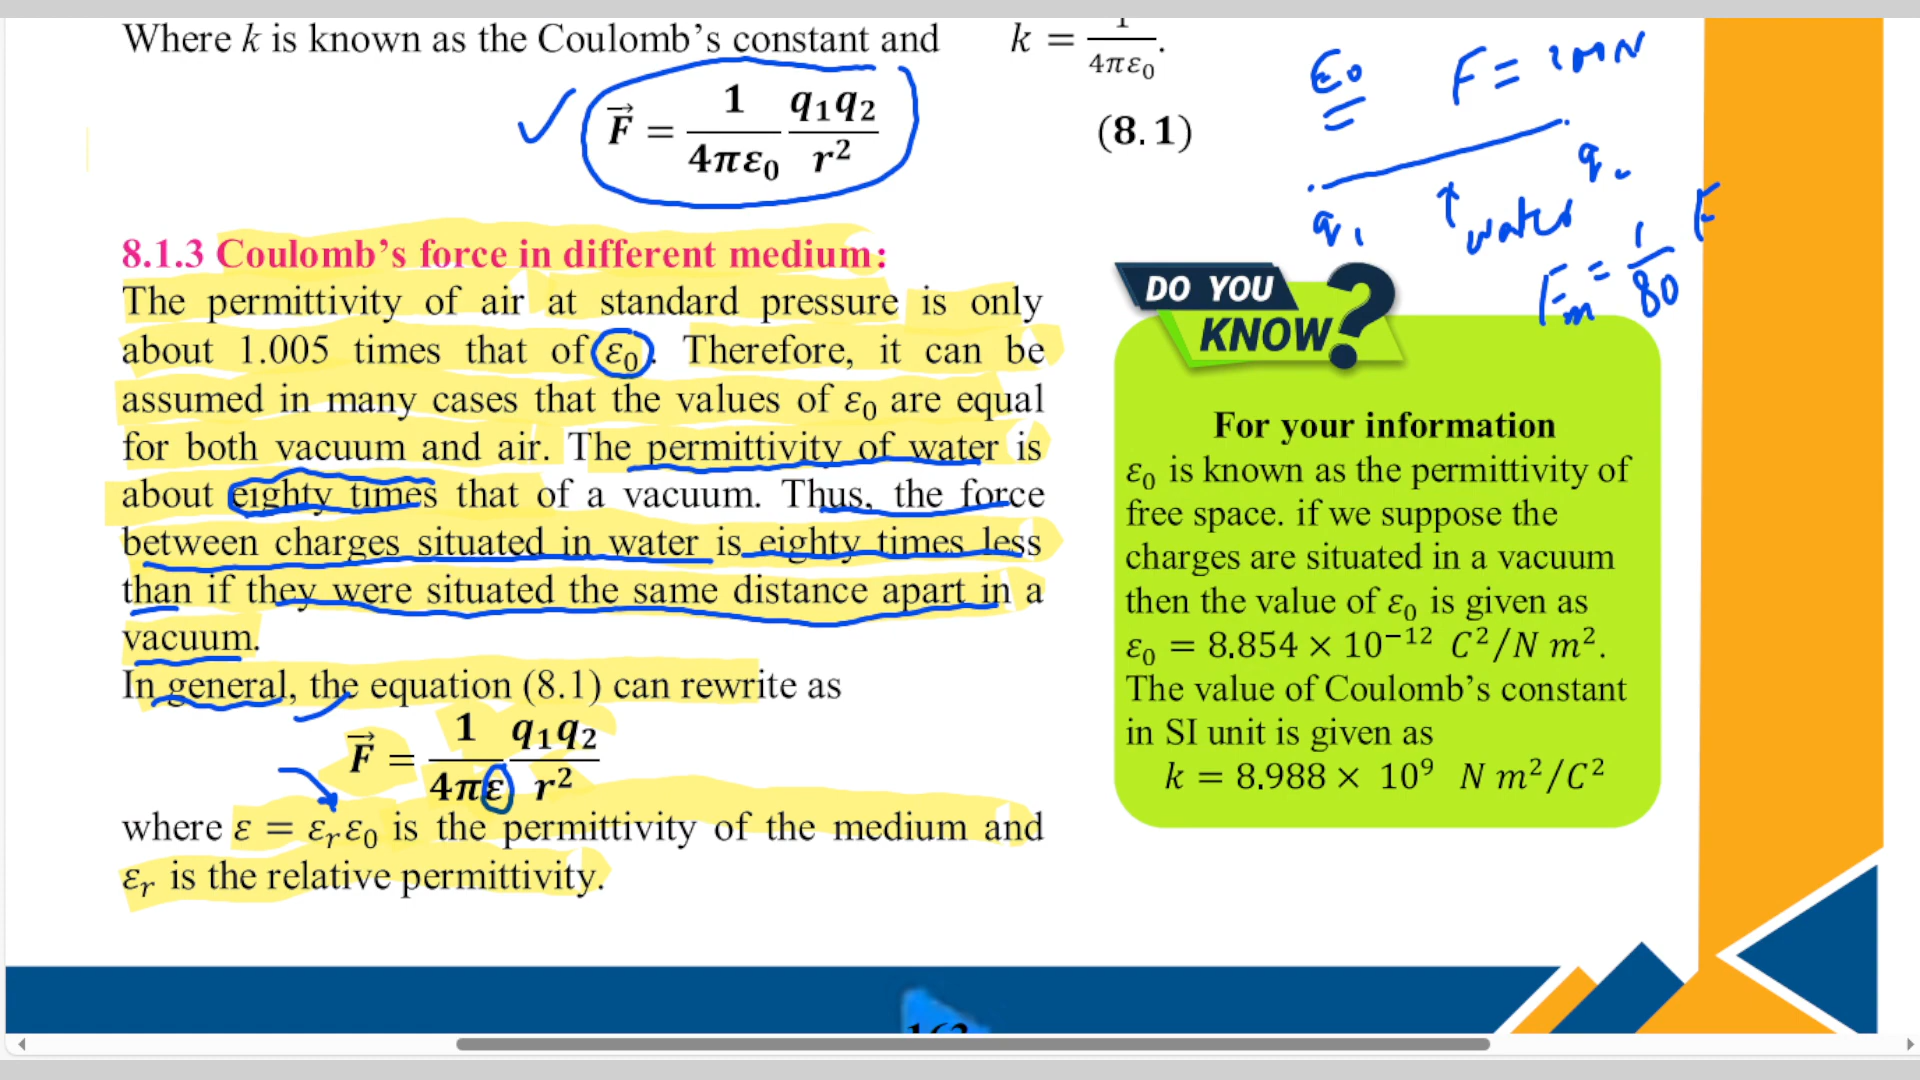 Where k is known as the Coulomb's constant and k = 1/4πε₀.
F⃗ = 1/4πε₀ q₁q₂/r² (8.1)
8.1.3 Coulomb's force in different medium:
The permittivity of air at standard pressure is only
about 1.005 times that of ε₀. Therefore, it can be
assumed in many cases that the values of ε₀ are equal
for both vacuum and air. The permittivity of water is
about eighty times that of a vacuum. Thus, the force
between charges situated in water is eighty times less
than if they were situated the same distance apart in a
vacuum.
In general, the equation (8.1) can rewrite as
F⃗ = 1/4πε q₁q₂/r²
where ε = εᵣε₀ is the permittivity of the medium and
εᵣ is the relative permittivity.
ε₀ F = N
q₁ q₂
water
Fm = 1/80 F
DO YOU
KNOW?
For your information
ε₀ is known as the permittivity of
free space. if we suppose the
charges are situated in a vacuum
then the value of ε₀ is given as
ε₀ = 8.854 × 10⁻¹² C²/N m².
The value of Coulomb's constant
in SI unit is given as
k = 8.988 × 10⁹ N m²/C²